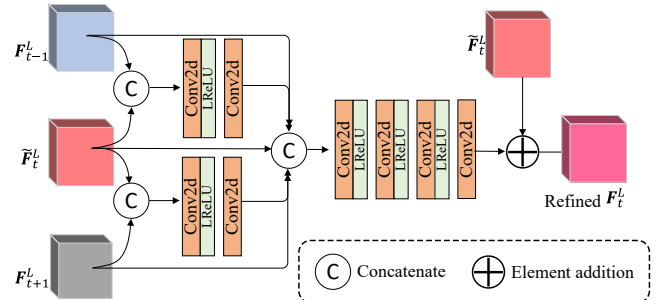 F^L_{t-1}
F̃^L_t
F^L_{t+1}
C
C
C
Conv2d
LReLU
Conv2d
Conv2d
LReLU
Conv2d
Conv2d
LReLU
Conv2d
LReLU
Conv2d
LReLU
Conv2d
F̃^L_t
Refined F^L_t
C Concatenate
Element addition